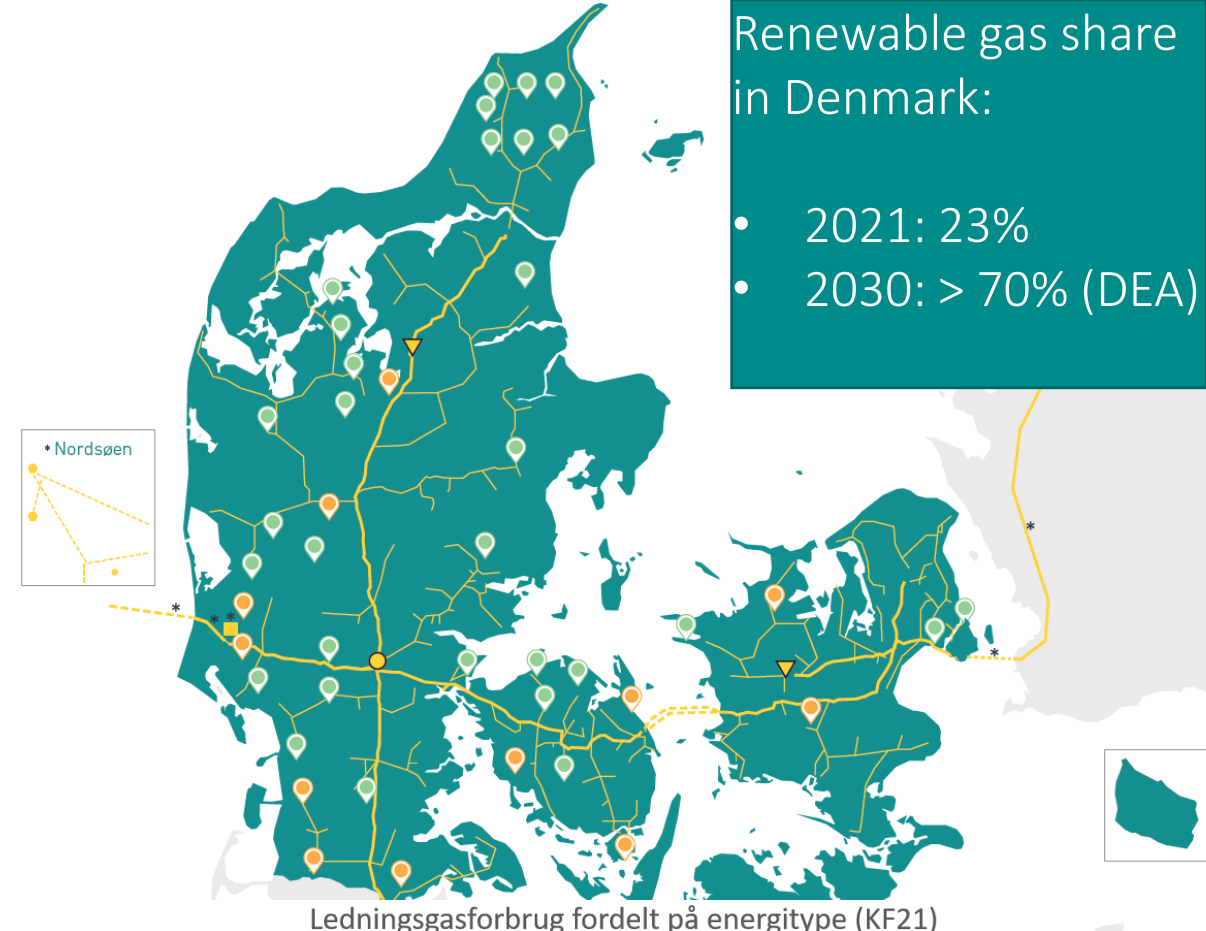 Renewable gas share
in Denmark:
• 2021: 23%
• 2030: > 70% (DEA)
* Nordsøen
*
*
* *
*
Ledningsgasforbrug fordelt på energitype (KF21)